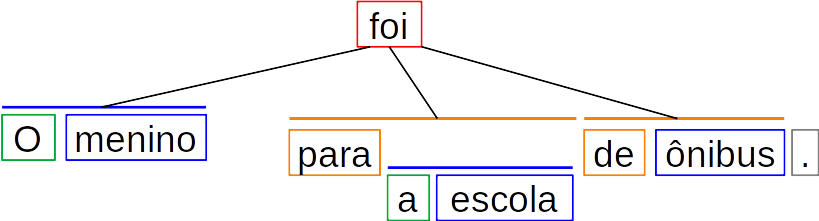 foi
O menino
para de ônibus .
a escola